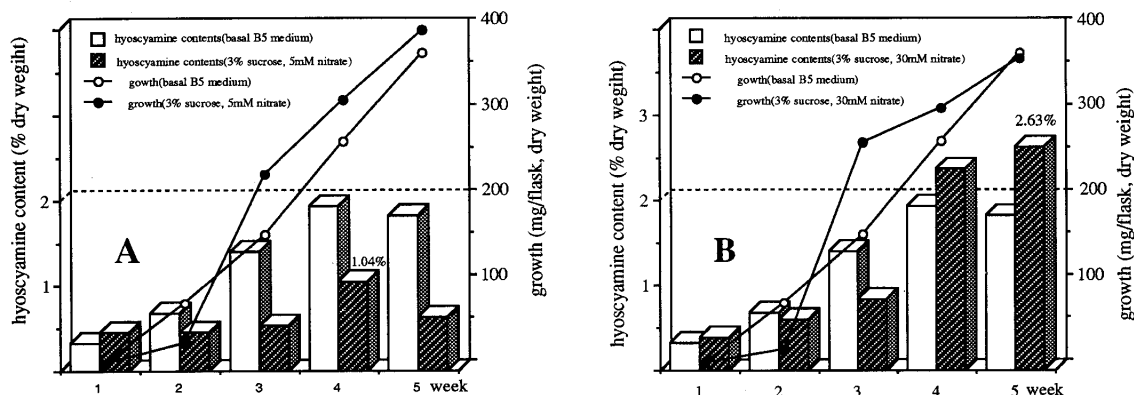 hyoscyamine content (% dry wegiht)
3
2
1
hyoscyamine contents(basal B5 medium)
hyoscyamine contents(3% sucrose, 5mM nitrate)
gowth(basal B5 medium)
growth(3% sucrose, 5mM nitrate)
A
1.04%
400
300
200
100
growth (mg/flask, dry weight)
1 2 3 4 5 week
hyoscyamine content (% dry wegiht)
3
2
1
hyoscyamine contents(basal B5 medium)
hyoscyamine contents(3% sucrose, 30mM nitrate)
growth(basal B5 medium)
growth(3% sucrose, 30mM nitrate)
B
2.63%
400
300
200
100
growth (mg/flask, dry weight)
1 2 3 4 5 week